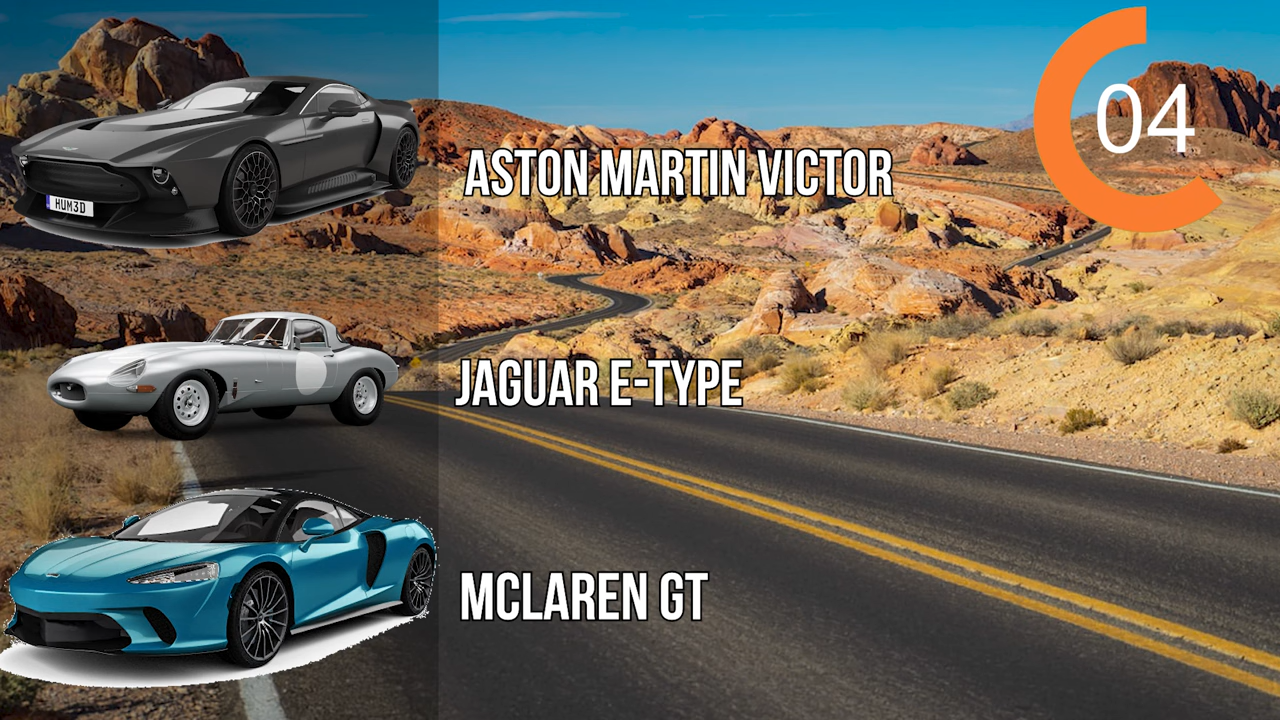 04
ASTON MARTIN VICTOR
HUM3D
JAGUAR E-TYPE
MCLAREN GT